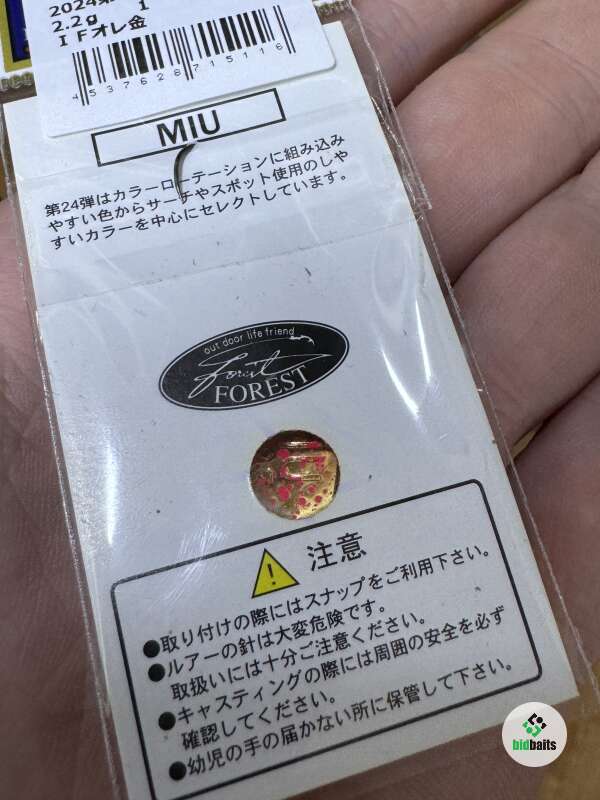 2024第
2.2g 1
IFオレ金
4 537628 715116
MIU
第24弾はカラーローテーションに組み込み
やすい色からサーチやスポット使用のしや
すいカラーを中心にセレクトしています。
out door life friend
Forest
FOREST
注意
●取り付けの際にはスナップをご利用下さい。
●ルアーの針は大変危険です。
取扱いには十分ご注意ください。
●キャスティングの際には周囲の安全を必ず
確認してください。
●幼児の手の届かない所に保管して下さい。
bidbaits